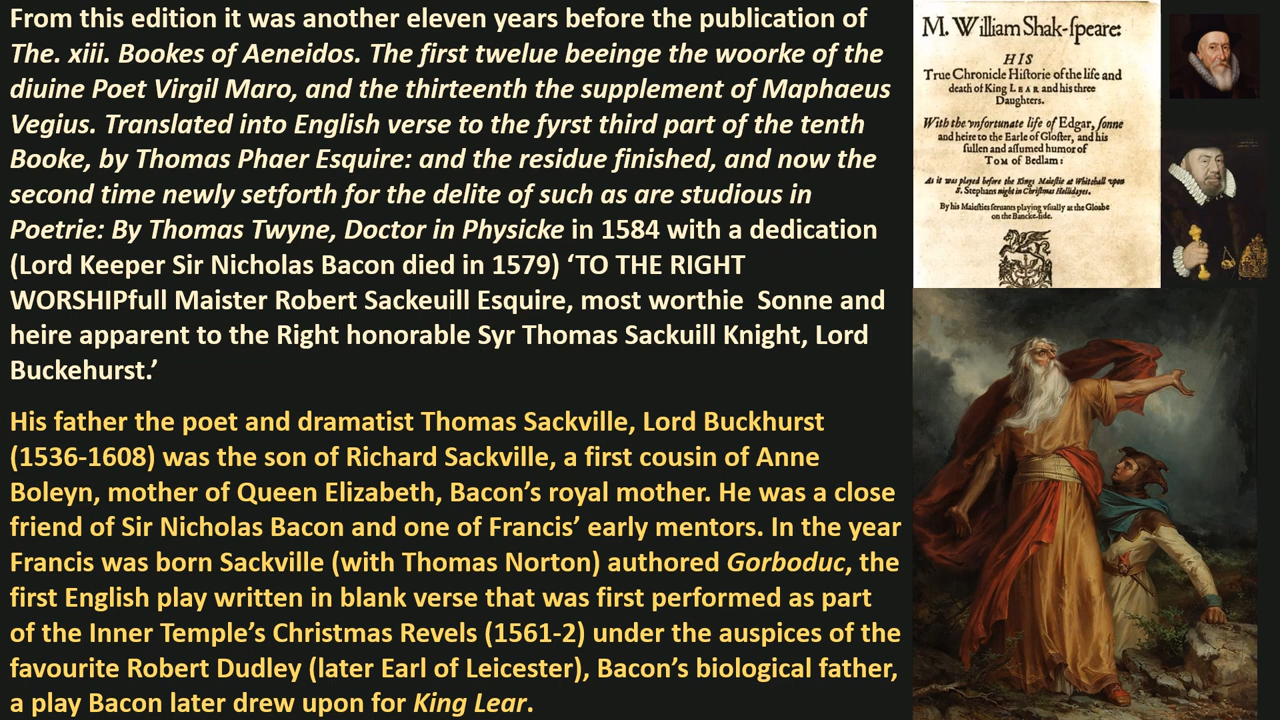 From this edition it was another eleven years before the publication of
The. xiii. Bookes of Aeneidos. The first twelue beeinge the woorke of the
diuine Poet Virgil Maro, and the thirteenth the supplement of Maphaeus
Vegius. Translated into English verse to the fyrst third part of the tenth
Booke, by Thomas Phaer Esquire: and the residue finished, and now the
second time newly setforth for the delite of such as are studious in
Poetrie: By Thomas Twyne, Doctor in Physicke in 1584 with a dedication
(Lord Keeper Sir Nicholas Bacon died in 1579) ‘TO THE RIGHT
WORSHIPfull Maister Robert Sackeuill Esquire, most worthie  Sonne and
heire apparent to the Right honorable Syr Thomas Sackuill Knight, Lord
Buckehurst.’
His father the poet and dramatist Thomas Sackville, Lord Buckhurst
(1536-1608) was the son of Richard Sackville, a first cousin of Anne
Boleyn, mother of Queen Elizabeth, Bacon’s royal mother. He was a close
friend of Sir Nicholas Bacon and one of Francis’ early mentors. In the year
Francis was born Sackville (with Thomas Norton) authored Gorboduc, the
first English play written in blank verse that was first performed as part
of the Inner Temple’s Christmas Revels (1561-2) under the auspices of the
favourite Robert Dudley (later Earl of Leicester), Bacon’s biological father,
a play Bacon later drew upon for King Lear.
M. William Shak-ſpeare:
HIS
True Chronicle Hiſtorie of the life and
death of King LEAR and his three
Daughters.
With the vnfortunate life of Edgar, ſonne
and heire to the Earle of Gloſter, and his
ſullen and aſſumed humor of
TOM of Bedlam:
As it was played before the Kings Maieſtie at Whitehall vpon
S. Stephans night in Chriſtmas Hollidayes.
By his Maieſties ſeruants playing vſually at the Gloabe
on the Bancke-ſide.